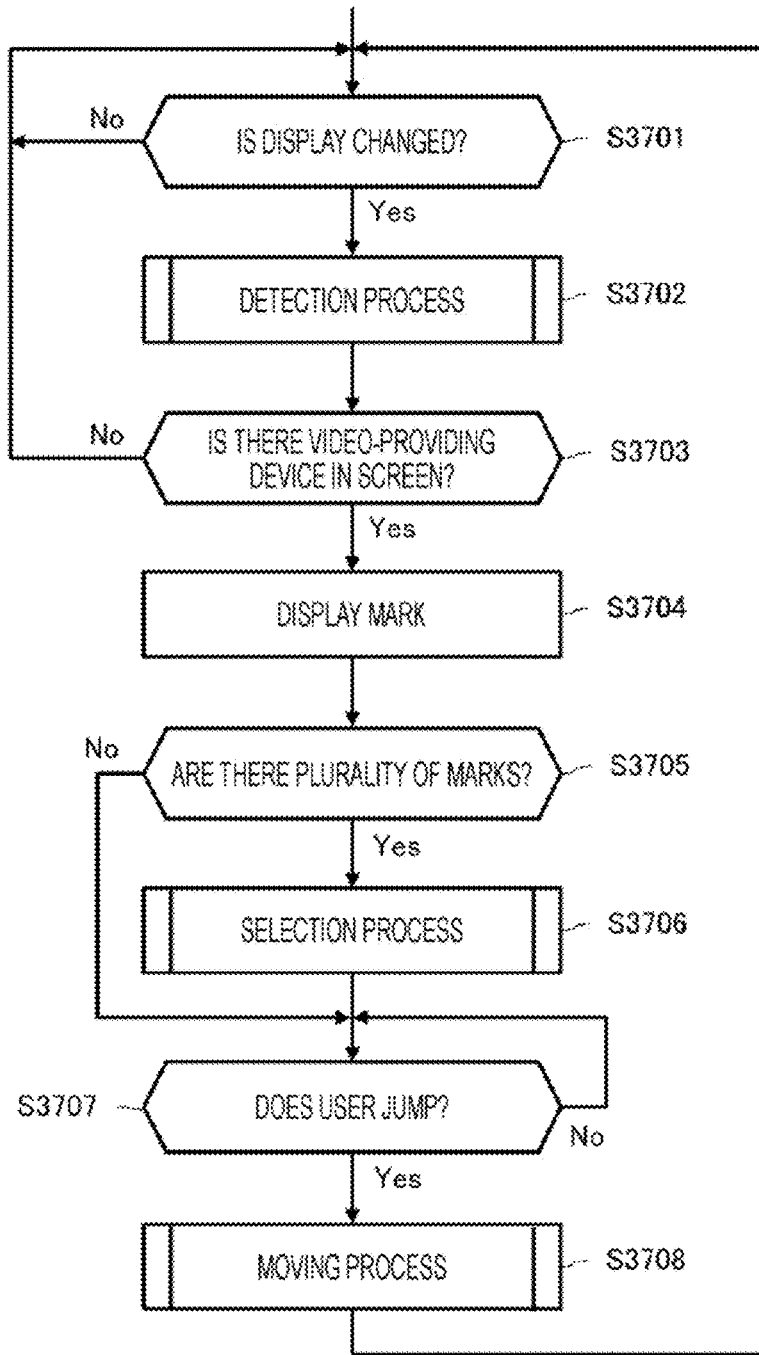 No
IS DISPLAY CHANGED?
S3701
Yes
DETECTION PROCESS
S3702
No
IS THERE VIDEO-PROVIDING
DEVICE IN SCREEN?
S3703
Yes
DISPLAY MARK
S3704
No
ARE THERE PLURALITY OF MARKS?
S3705
Yes
SELECTION PROCESS
S3706
S3707
DOES USER JUMP?
No
Yes
MOVING PROCESS
S3708